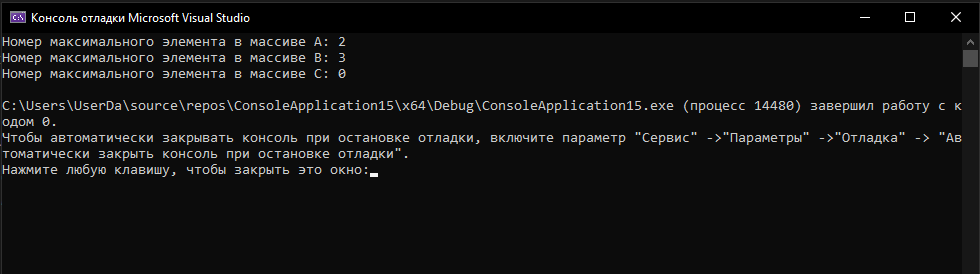 Консоль отладки Microsoft Visual Studio
Номер максимального элемента в массиве A: 2
Номер максимального элемента в массиве B: 3
Номер максимального элемента в массиве C: 0
C:\Users\UserDa\source\repos\ConsoleApplication15\x64\Debug\ConsoleApplication15.exe (процесс 14480) завершил работу с к
одом 0.
Чтобы автоматически закрывать консоль при остановке отладки, включите параметр "Сервис" ->"Параметры" ->"Отладка" -> "Ав
томатически закрыть консоль при остановке отладки".
Нажмите любую клавишу, чтобы закрыть это окно: